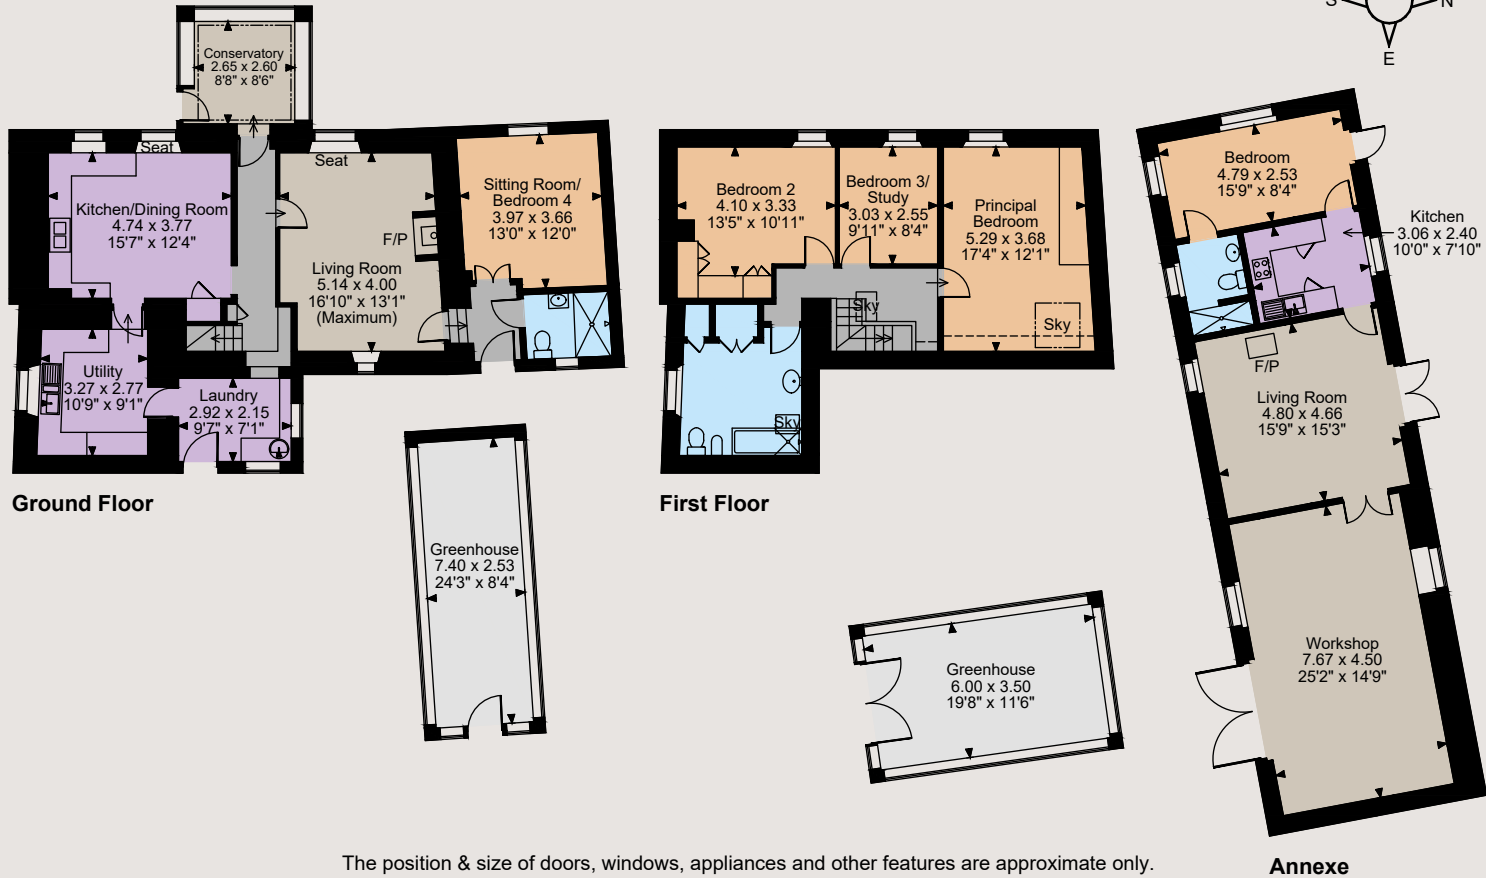 S
N
E
Conservatory
2.65 x 2.60
8'8" x 8'6"
Seat
Kitchen/Dining Room
4.74 x 3.77
15'7" x 12'4"
Seat
F/P
Living Room
5.14 x 4.00
16'10" x 13'1"
(Maximum)
Sitting Room/
Bedroom 4
3.97 x 3.66
13'0" x 12'0"
Utility
3.27 x 2.77
10'9" x 9'1"
Laundry
2.92 x 2.15
9'7" x 7'1"
Ground Floor
Bedroom 2
4.10 x 3.33
13'5" x 10'11"
Bedroom 3/
Study
3.03 x 2.55
9'11" x 8'4"
Principal
Bedroom
5.29 x 3.68
17'4" x 12'1"
Sky
Sky
Sky
First Floor
Greenhouse
7.40 x 2.53
24'3" x 8'4"
Greenhouse
6.00 x 3.50
19'8" x 11'6"
Bedroom
4.79 x 2.53
15'9" x 8'4"
Kitchen
3.06 x 2.40
10'0" x 7'10"
F/P
Living Room
4.80 x 4.66
15'9" x 15'3"
Workshop
7.67 x 4.50
25'2" x 14'9"
Annexe
The position & size of doors, windows, appliances and other features are approximate only.